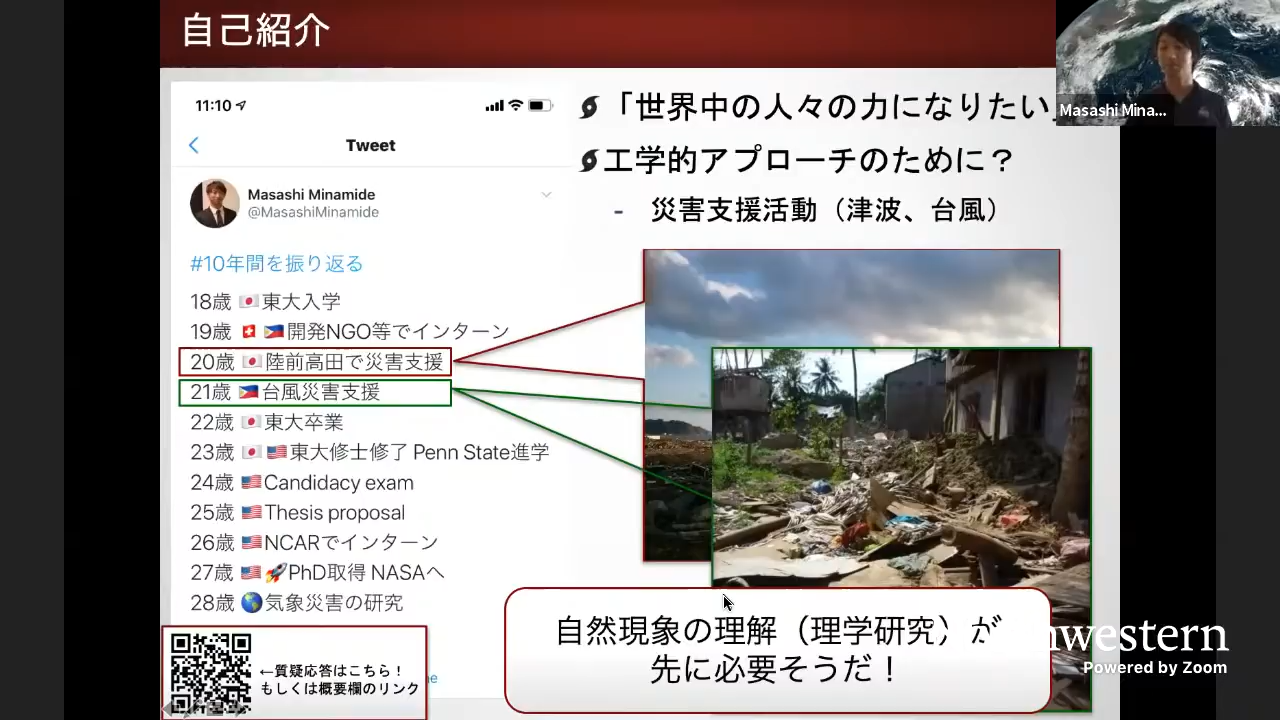 自己紹介
11:10
Tweet
Masashi Minamide
@MasashiMinamide
#10年間を振り返る
18歳 🇯🇵東大入学
19歳 🇨🇭 🇵🇭開発NGO等でインターン
20歳 🇯🇵陸前高田で災害支援
21歳 🇵🇭台風災害支援
22歳 🇯🇵東大卒業
23歳 🇯🇵 🇺🇸東大修士修了 Penn State進学
24歳 🇺🇸Candidacy exam
25歳 🇺🇸Thesis proposal
26歳 🇺🇸NCARでインターン
27歳 🇺🇸 🚀PhD取得 NASAへ
28歳 🌎気象災害の研究
←質疑応答はこちら！
もしくは概要欄のリンク
「世界中の人々の力になりたい」
工学的アプローチのために？
- 災害支援活動（津波、台風）
自然現象の理解（理学研究）が
先に必要そうだ！
Masashi Mina...
western
Powered by Zoom